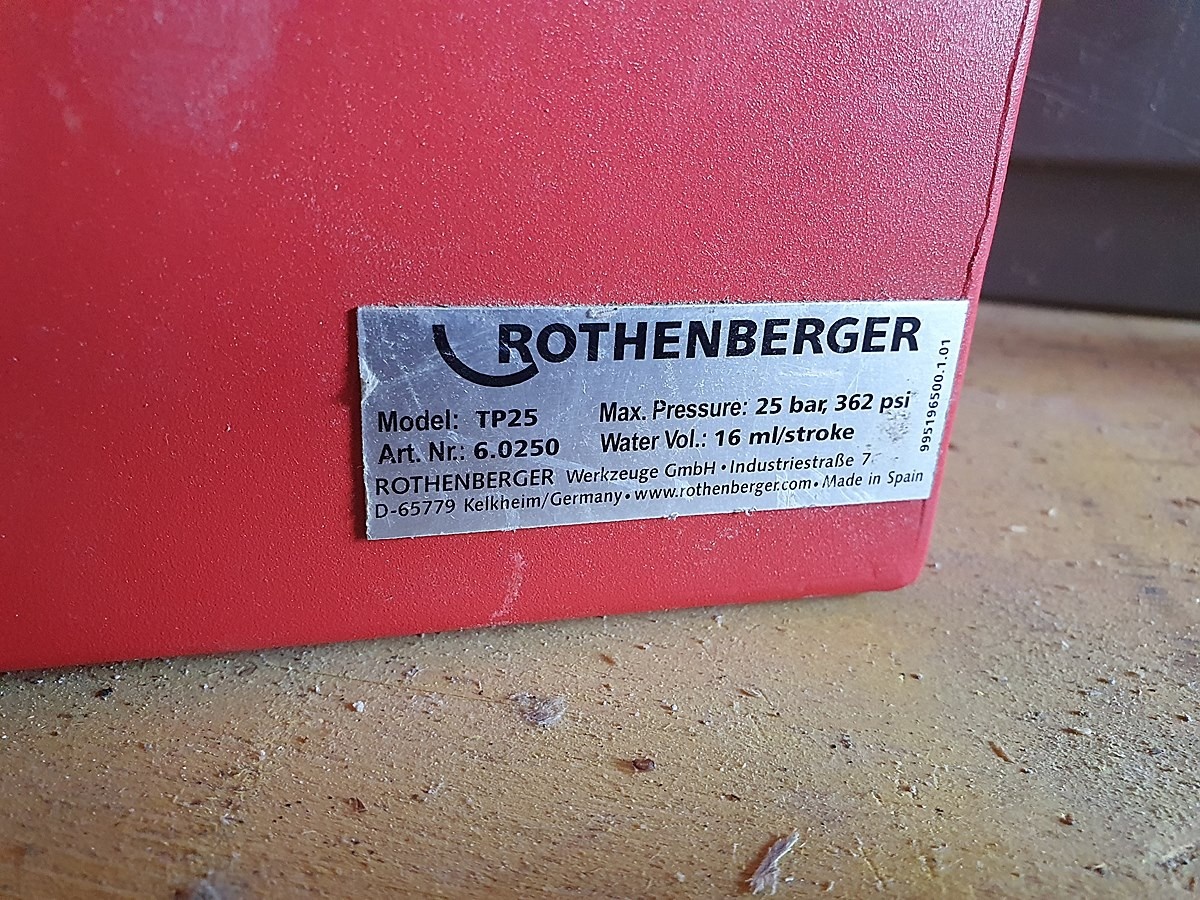 ROTHENBERGER
Model: TP25 Max. Pressure: 25 bar, 362 psi
Art. Nr.: 6.0250 Water Vol.: 16 ml/stroke
ROTHENBERGER Werkzeuge GmbH • Industriestraße 7
D-65779 Kelkheim/Germany • www.rothenberger.com • Made in Spain
995196500.1.01